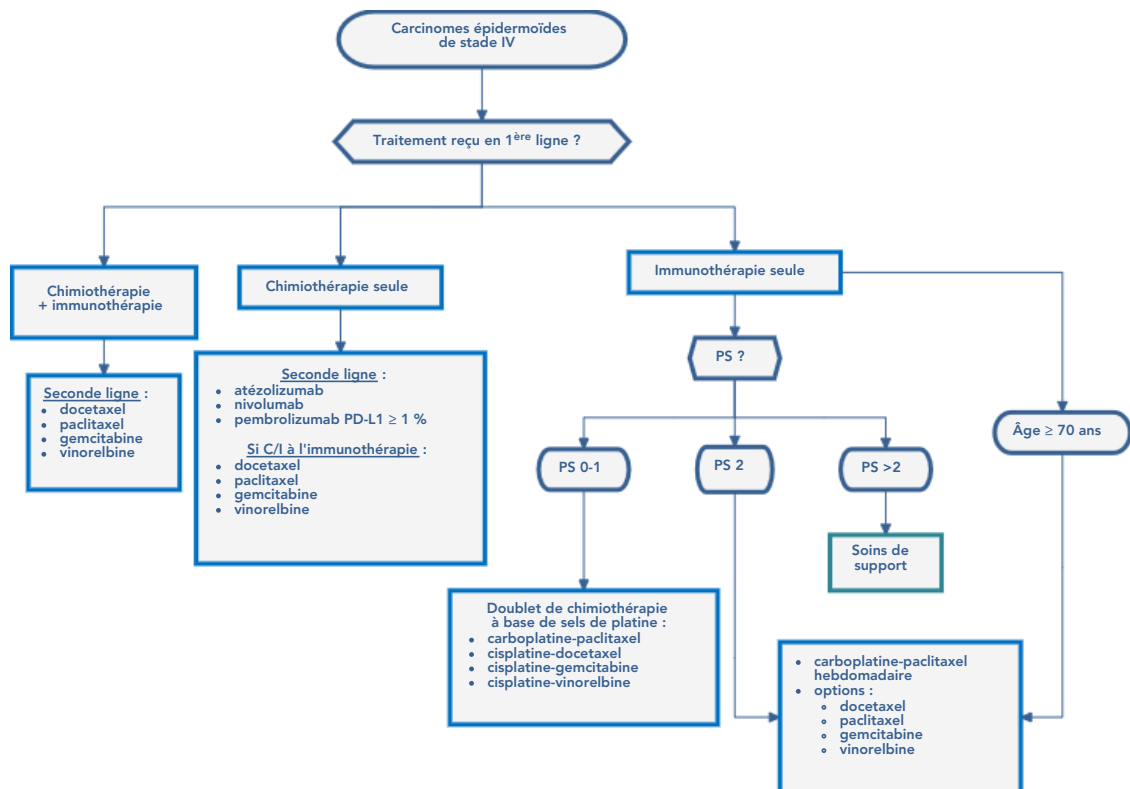 Carcinomes épidermoïdes
de stade IV
Traitement reçu en 1ère ligne ?
Chimiothérapie
+ immunothérapie
Seconde ligne :
• docetaxel
• paclitaxel
• gemcitabine
• vinorelbine
Chimiothérapie seule
Seconde ligne :
• atézolizumab
• nivolumab
• pembrolizumab PD-L1 ≥ 1 %
Si C/I à l'immunothérapie :
• docetaxel
• paclitaxel
• gemcitabine
• vinorelbine
Immunothérapie seule
PS ?
PS 0-1
PS 2
PS >2
Âge ≥ 70 ans
Soins de
support
Doublet de chimiothérapie
à base de sels de platine :
• carboplatine-paclitaxel
• cisplatine-docetaxel
• cisplatine-gemcitabine
• cisplatine-vinorelbine
• carboplatine-paclitaxel
hebdomadaire
• options :
∘ docetaxel
∘ paclitaxel
∘ gemcitabine
∘ vinorelbine